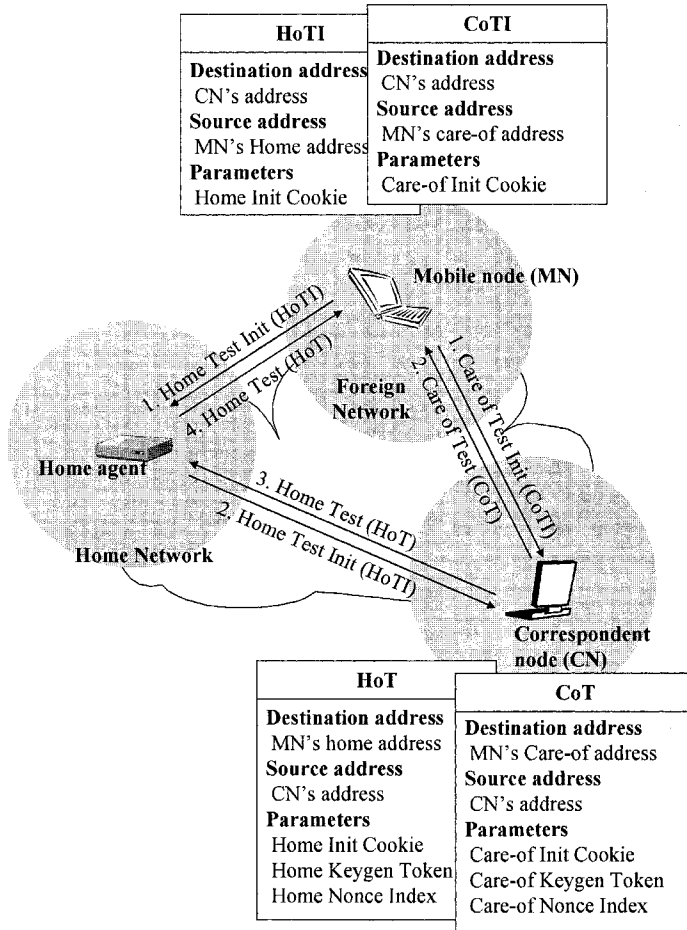 HoTI
Destination address
CN's address
Source address
MN's Home address
Parameters
Home Init Cookie
CoTI
Destination address
CN's address
Source address
MN's care-of address
Parameters
Care-of Init Cookie
Mobile node (MN)
1. Home Test Init (HoTI)
4. Home Test (HoT)
Foreign
Network
1. Care of Test Init (CoTI)
2. Care of Test (CoT)
Home agent
Home Network
3. Home Test (HoT)
2. Home Test Init (HoTI)
Correspondent
node (CN)
HoT
Destination address
MN's home address
Source address
CN's address
Parameters
Home Init Cookie
Home Keygen Token
Home Nonce Index
CoT
Destination address
MN's Care-of address
Source address
CN's address
Parameters
Care-of Init Cookie
Care-of Keygen Token
Care-of Nonce Index